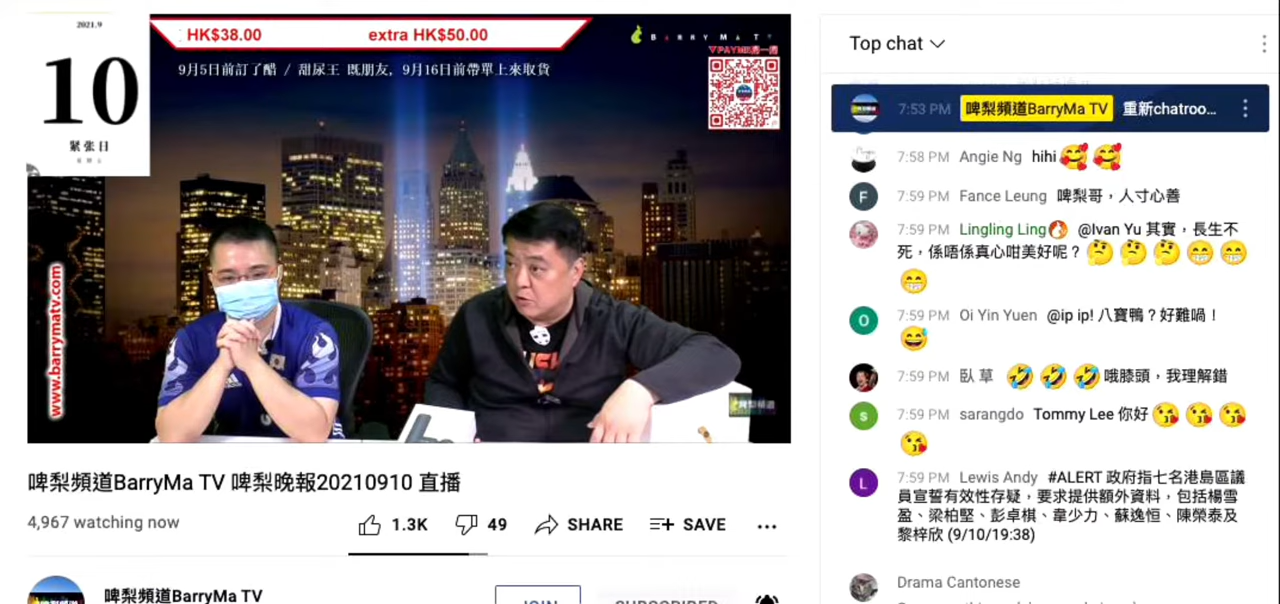 2021.9
10
緊張日
星期五
HK$38.00
extra HK$50.00
BARRYMATV
9月5日前訂了醋 / 甜尿王 既朋友, 9月16日前帶單上來取貨
www.barrymatv.com
啤梨頻道
啤梨頻道BarryMa TV 啤梨晚報20210910 直播
4,967 watching now
1.3K
49
SHARE
SAVE
啤梨頻道BarryMa TV
JOIN
SUBSCRIBED
Top chat
7:53 PM 啤梨頻道BarryMa TV 重新chatroo...
7:58 PM Angie Ng hihi🥰🥰
7:59 PM Fance Leung 啤梨哥，人寸心善
7:59 PM Lingling Ling @Ivan Yu 其實，長生不
死，係唔係真心咁美好呢？🤔🤔🤔😁😁
😁
7:59 PM Oi Yin Yuen @ip ip! 八寶鴨？好難喎！
😅
7:59 PM 臥 草 🤣🤣🤣哦膝頭，我理解錯
7:59 PM sarangdo Tommy Lee 你好😘😘😘
😘
7:59 PM Lewis Andy #ALERT 政府指七名港島區議
員宣誓有效性存疑，要求提供額外資料，包括楊雪
盈、梁柏堅、彭卓棋、韋少力、蘇逸恒、陳榮泰及
黎梓欣 (9/10/19:38)
Drama Cantonese